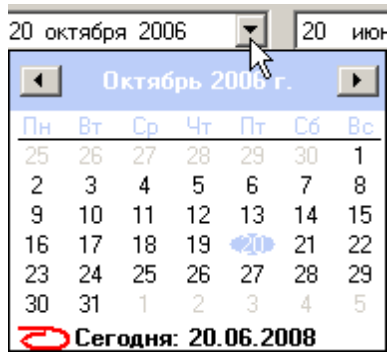 20 октября 2006 20 июн
Октябрь 2006 г.
Пн Вт Ср Чт Пт Сб Вс
25 26 27 28 29 30 1
2 3 4 5 6 7 8
9 10 11 12 13 14 15
16 17 18 19 20 21 22
23 24 25 26 27 28 29
30 31 1 2 3 4 5
Сегодня: 20.06.2008